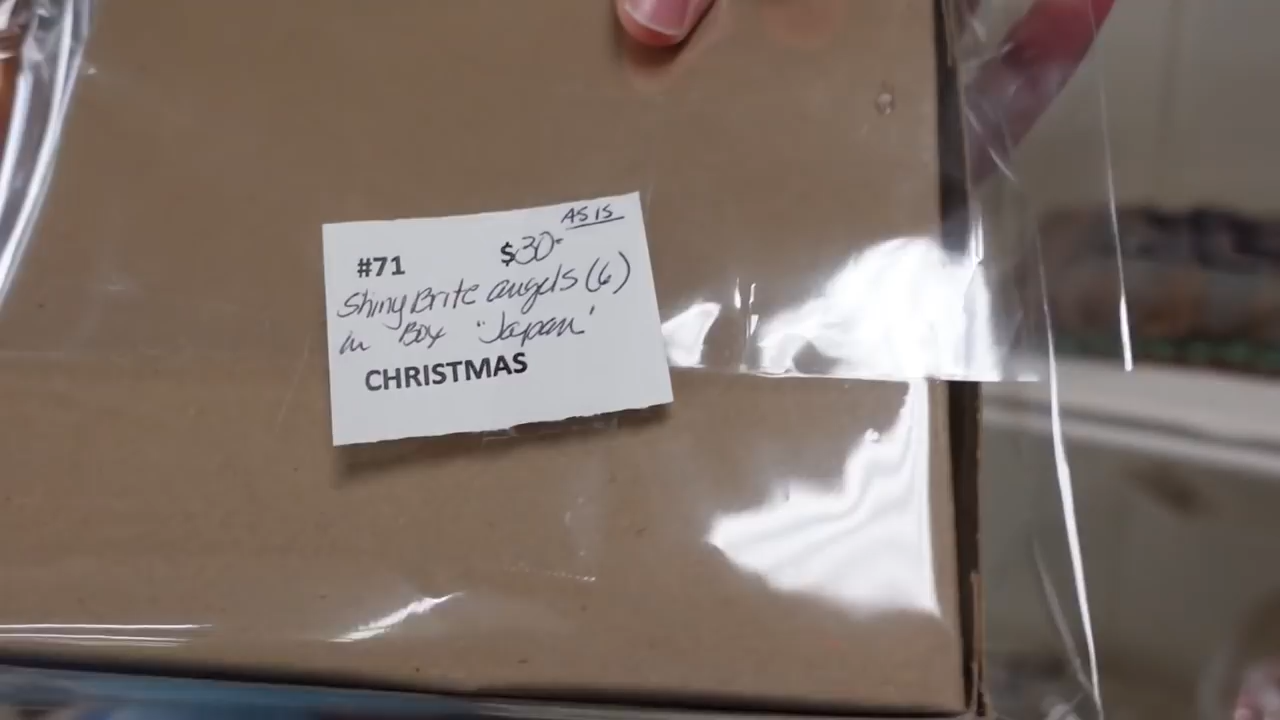 AS IS
#71 $30-
Shiny Brite angels (6)
in Box "Japan"
CHRISTMAS